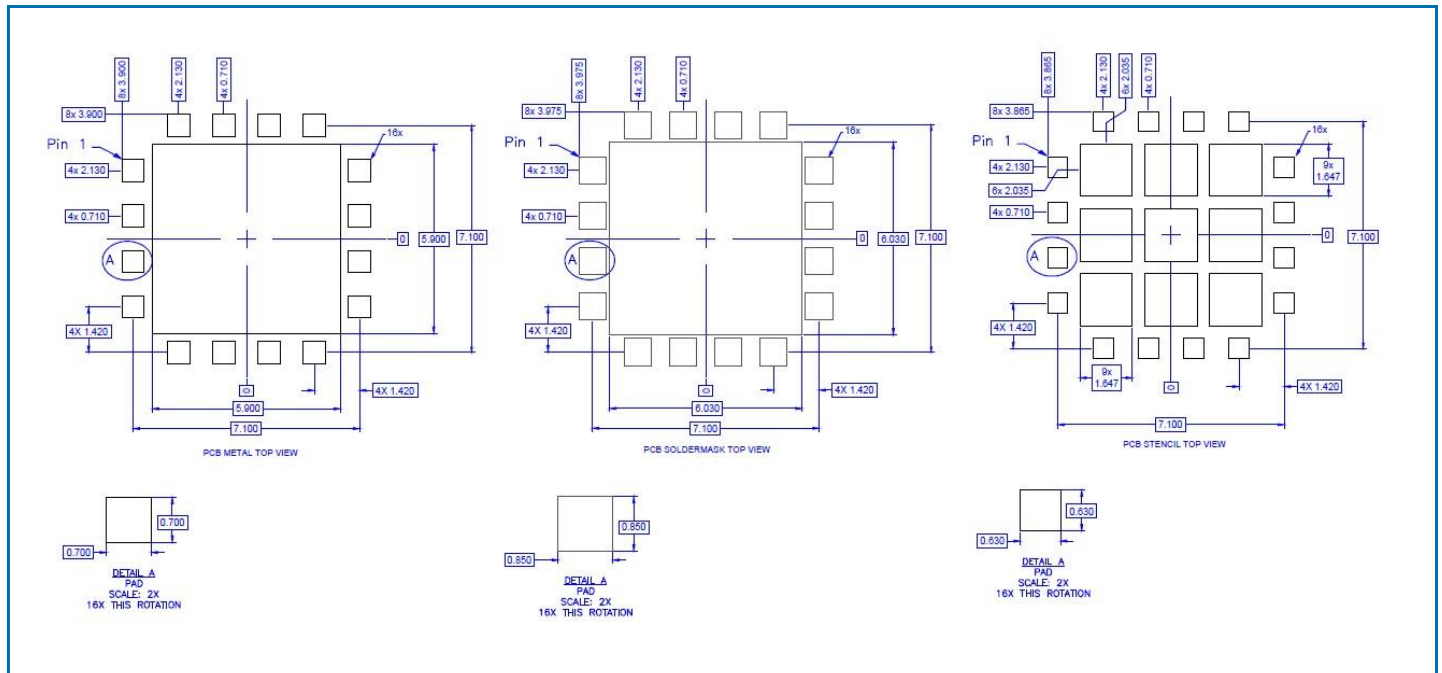 8x 3.900
4x 2.130
4x 0.710
8x 3.900
Pin 1
16x
4x 2.130
4x 0.710
0
5.900
7.100
A
4X 1.420
0
4X 1.420
5.900
7.100
PCB METAL TOP VIEW
0.700
0.700
DETAIL A
PAD
SCALE: 2X
16X THIS ROTATION
8x 3.975
4x 2.130
4x 0.710
8x 3.975
Pin 1
16x
4x 2.130
4x 0.710
0
6.030
7.100
A
4X 1.420
0
4X 1.420
6.030
7.100
PCB SOLDERMASK TOP VIEW
0.850
0.850
DETAIL A
PAD
SCALE: 2X
16X THIS ROTATION
8x 3.865
4x 2.130
6x 2.035
4x 0.710
8x 3.865
Pin 1
16x
4x 2.130
9x
1.647
6x 2.035
4x 0.710
0
7.100
A
4X 1.420
9x
1.647
0
4X 1.420
7.100
PCB STENCIL TOP VIEW
0.630
0.630
DETAIL A
PAD
SCALE: 2X
16X THIS ROTATION